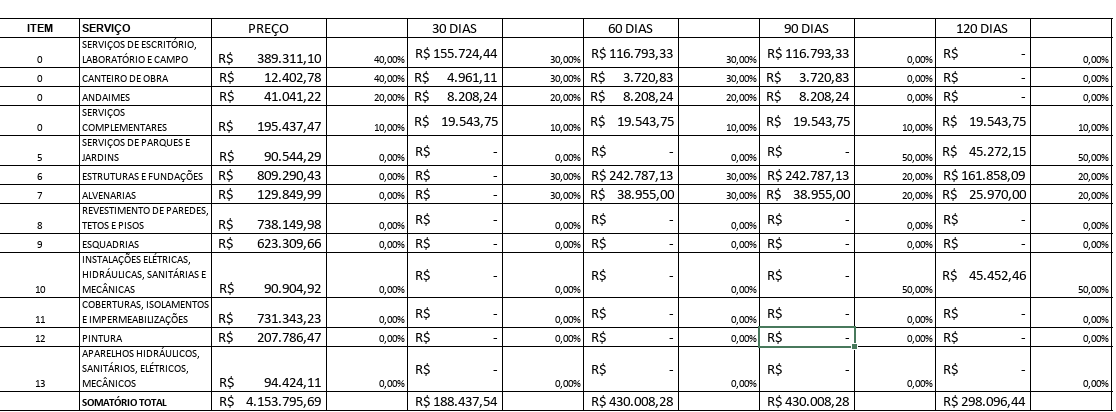 ITEM SERVIÇO PREÇO 30 DIAS 60 DIAS 90 DIAS 120 DIAS
SERVIÇOS DE ESCRITÓRIO,
0 LABORATÓRIO E CAMPO R$ 389.311,10 40,00% R$ 155.724,44 30,00% R$ 116.793,33 30,00% R$ 116.793,33 0,00% R$ - 0,00%
0 CANTEIRO DE OBRA R$ 12.402,78 40,00% R$ 4.961,11 30,00% R$ 3.720,83 30,00% R$ 3.720,83 0,00% R$ - 0,00%
0 ANDAIMES R$ 41.041,22 20,00% R$ 8.208,24 20,00% R$ 8.208,24 20,00% R$ 8.208,24 0,00% R$ - 0,00%
SERVIÇOS
0 COMPLEMENTARES R$ 195.437,47 10,00% R$ 19.543,75 10,00% R$ 19.543,75 10,00% R$ 19.543,75 10,00% R$ 19.543,75 10,00%
SERVIÇOS DE PARQUES E
5 JARDINS R$ 90.544,29 0,00% R$ - 0,00% R$ - 0,00% R$ - 50,00% R$ 45.272,15 50,00%
6 ESTRUTURAS E FUNDAÇÕES R$ 809.290,43 0,00% R$ - 30,00% R$ 242.787,13 30,00% R$ 242.787,13 20,00% R$ 161.858,09 20,00%
7 ALVENARIAS R$ 129.849,99 0,00% R$ - 30,00% R$ 38.955,00 30,00% R$ 38.955,00 20,00% R$ 25.970,00 20,00%
REVESTIMENTO DE PAREDES,
8 TETOS E PISOS R$ 738.149,98 0,00% R$ - 0,00% R$ - 0,00% R$ - 0,00% R$ - 0,00%
9 ESQUADRIAS R$ 623.309,66 0,00% R$ - 0,00% R$ - 0,00% R$ - 0,00% R$ - 0,00%
INSTALAÇÕES ELÉTRICAS,
HIDRÁULICAS, SANITÁRIAS E
10 MECÂNICAS R$ 90.904,92 0,00% R$ - 0,00% R$ - 0,00% R$ - 50,00% R$ 45.452,46 50,00%
COBERTURAS, ISOLAMENTOS
11 E IMPERMEABILIZAÇÕES R$ 731.343,23 0,00% R$ - 0,00% R$ - 0,00% R$ - 0,00% R$ - 0,00%
12 PINTURA R$ 207.786,47 0,00% R$ - 0,00% R$ - 0,00% R$ - 0,00% R$ - 0,00%
APARELHOS HIDRÁULICOS,
SANITÁRIOS, ELÉTRICOS,
13 MECÂNICOS R$ 94.424,11 0,00% R$ - 0,00% R$ - 0,00% R$ - 0,00% R$ - 0,00%
SOMATÓRIO TOTAL R$ 4.153.795,69 R$ 188.437,54 R$ 430.008,28 R$ 430.008,28 R$ 298.096,44